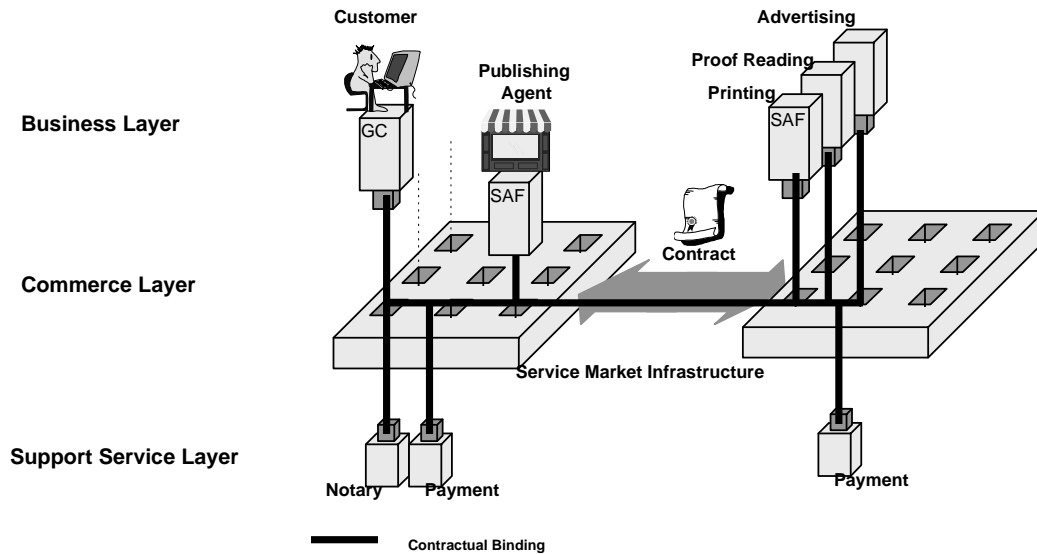 Customer
Advertising
Publishing
Agent
Proof Reading
Printing
Business Layer
GC
SAF
SAF
Contract
Commerce Layer
Service Market Infrastructure
Support Service Layer
Notary
Payment
Payment
Contractual Binding